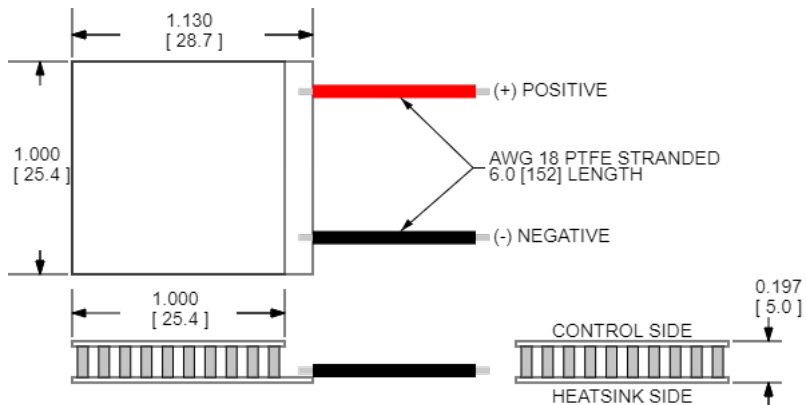 1.130
[ 28.7 ]
(+) POSITIVE
1.000
[ 25.4 ]
AWG 18 PTFE STRANDED
6.0 [152] LENGTH
(-) NEGATIVE
1.000
[ 25.4 ]
0.197
[ 5.0 ]
CONTROL SIDE
HEATSINK SIDE